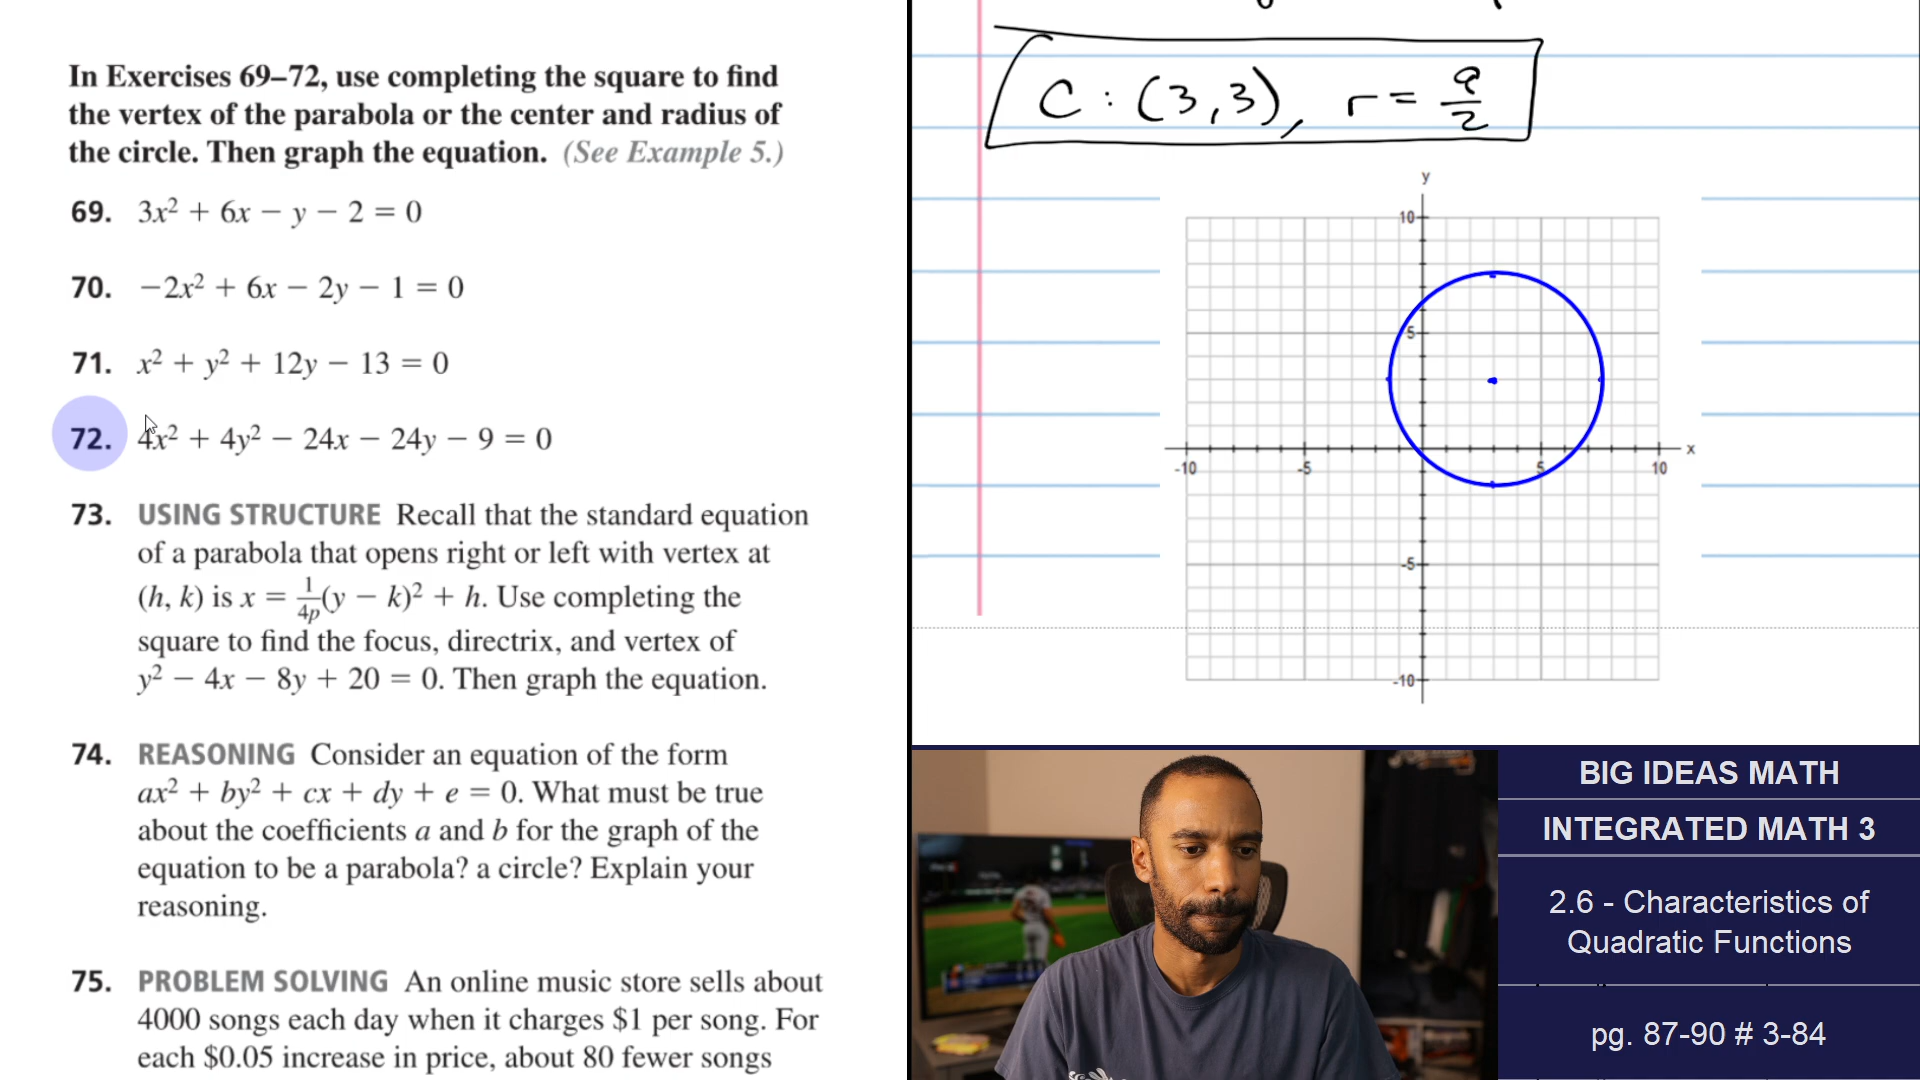 In Exercises 69–72, use completing the square to find
the vertex of the parabola or the center and radius of
the circle. Then graph the equation. (See Example 5.)
69. 3x² + 6x − y − 2 = 0
70. −2x² + 6x − 2y − 1 = 0
71. x² + y² + 12y − 13 = 0
72. 4x² + 4y² − 24x − 24y − 9 = 0
73. USING STRUCTURE Recall that the standard equation
of a parabola that opens right or left with vertex at
(h, k) is x = 1/4p (y − k)² + h. Use completing the
square to find the focus, directrix, and vertex of
y² − 4x − 8y + 20 = 0. Then graph the equation.
74. REASONING Consider an equation of the form
ax² + by² + cx + dy + e = 0. What must be true
about the coefficients a and b for the graph of the
equation to be a parabola? a circle? Explain your
reasoning.
75. PROBLEM SOLVING An online music store sells about
4000 songs each day when it charges $1 per song. For
each $0.05 increase in price, about 80 fewer songs
C : (3,3), r = 9/2
y
10
5
-10 -5 5 10 x
-5
-10
BIG IDEAS MATH
INTEGRATED MATH 3
2.6 - Characteristics of
Quadratic Functions
pg. 87-90 # 3-84